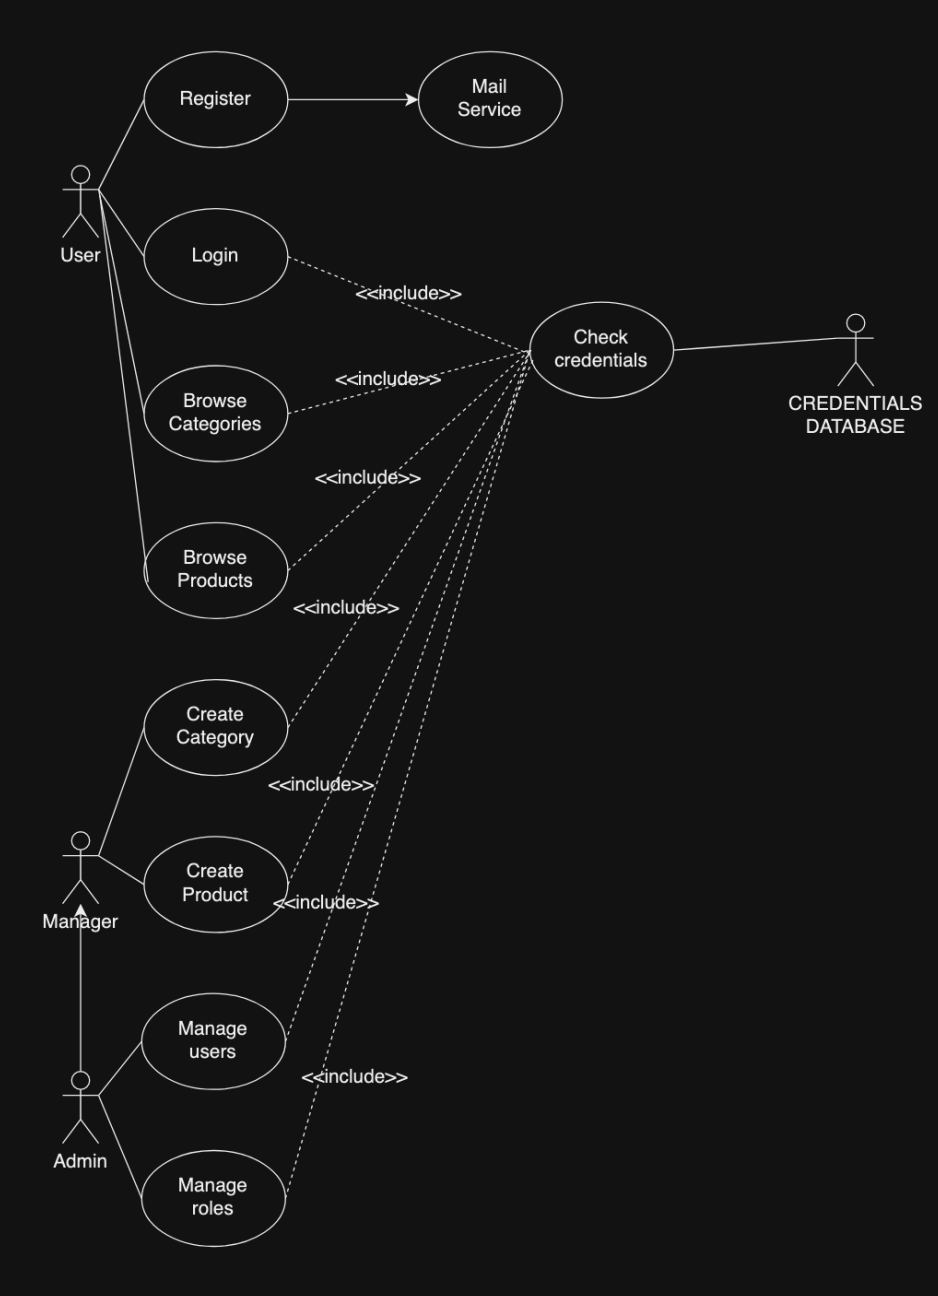 Register
Mail
Service
User
Login
<<include>>
Check
credentials
<<include>>
Browse
Categories
CREDENTIALS
DATABASE
<<include>>
Browse
Products
<<include>>
Create
Category
<<include>>
Create
Product
<<include>>
Manager
Manage
users
<<include>>
Admin
Manage
roles